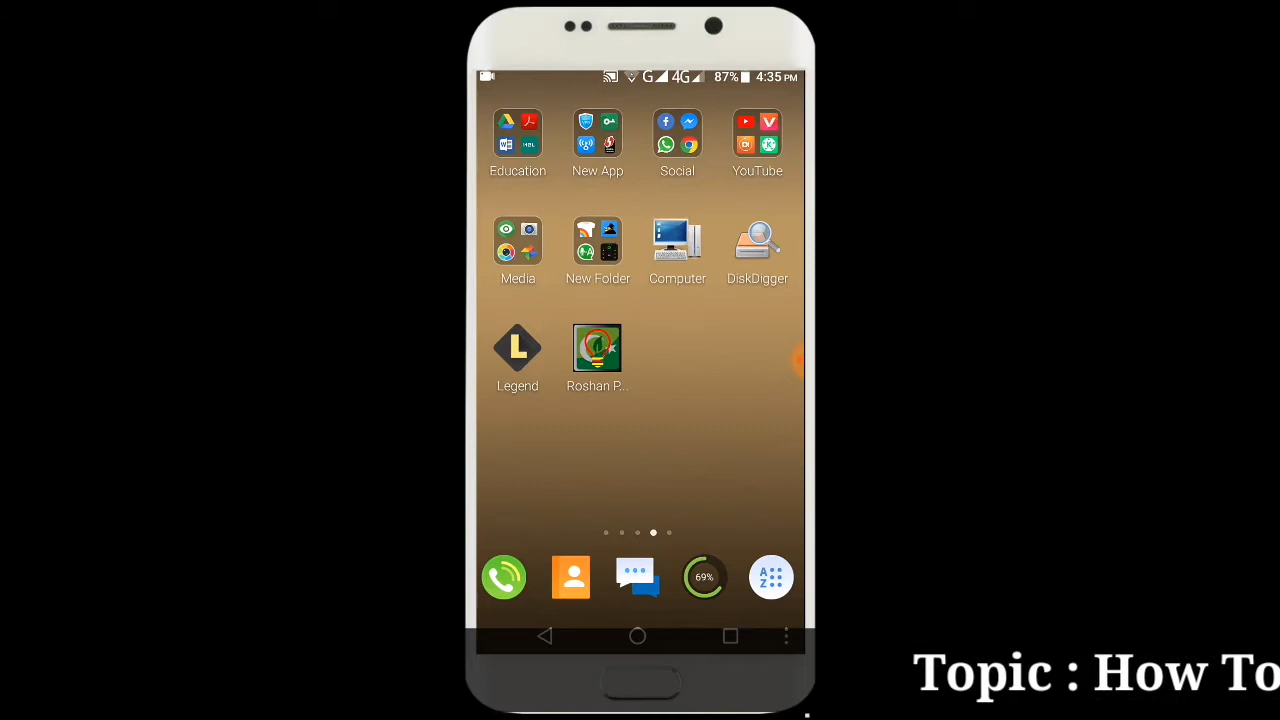 G 4G 87% 4:35 PM
Education New App Social YouTube
Media New Folder Computer DiskDigger
L
Legend Roshan P...
69%
A
Z
Topic : How To